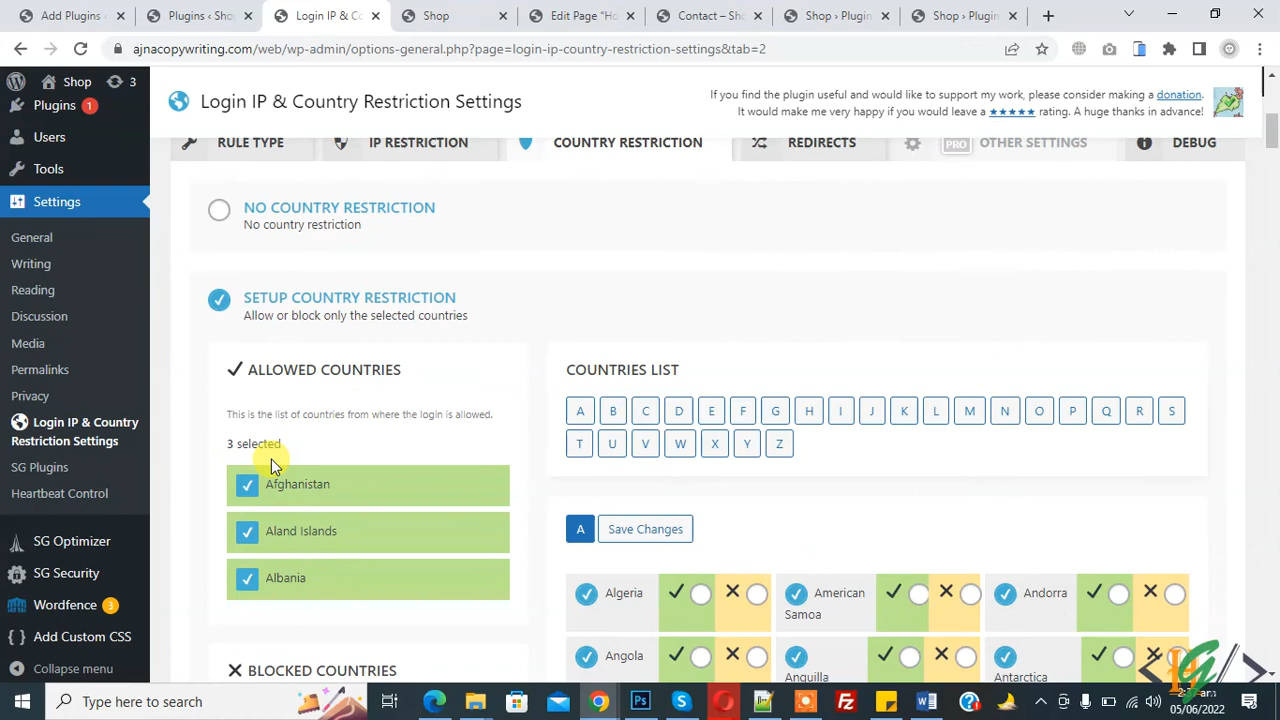 Add Plugins ‹
Plugins ‹ Sho
Login IP & Co
Shop
Edit Page "Ho
Contact – Sho
Shop › Plugin
Shop › Plugin
ajnacopywriting.com/web/wp-admin/options-general.php?page=login-ip-country-restriction-settings&tab=2
Shop
3
Plugins 1
Users
Tools
Settings
General
Writing
Reading
Discussion
Media
Permalinks
Privacy
Login IP & Country
Restriction Settings
SG Plugins
Heartbeat Control
SG Optimizer
SG Security
Wordfence 3
Add Custom CSS
Collapse menu
Login IP & Country Restriction Settings
If you find the plugin useful and would like to support my work, please consider making a donation.
It would make me very happy if you would leave a ★★★★★ rating. A huge thanks in advance!
RULE TYPE
IP RESTRICTION
COUNTRY RESTRICTION
REDIRECTS
PRO OTHER SETTINGS
DEBUG
NO COUNTRY RESTRICTION
No country restriction
SETUP COUNTRY RESTRICTION
Allow or block only the selected countries
ALLOWED COUNTRIES
This is the list of countries from where the login is allowed.
3 selected
Afghanistan
Aland Islands
Albania
BLOCKED COUNTRIES
COUNTRIES LIST
A B C D E F G H I J K L M N O P Q R S
T U V W X Y Z
A Save Changes
Algeria
American
Samoa
Andorra
Angola
Anguilla
Antarctica
Type here to search
05/06/2022